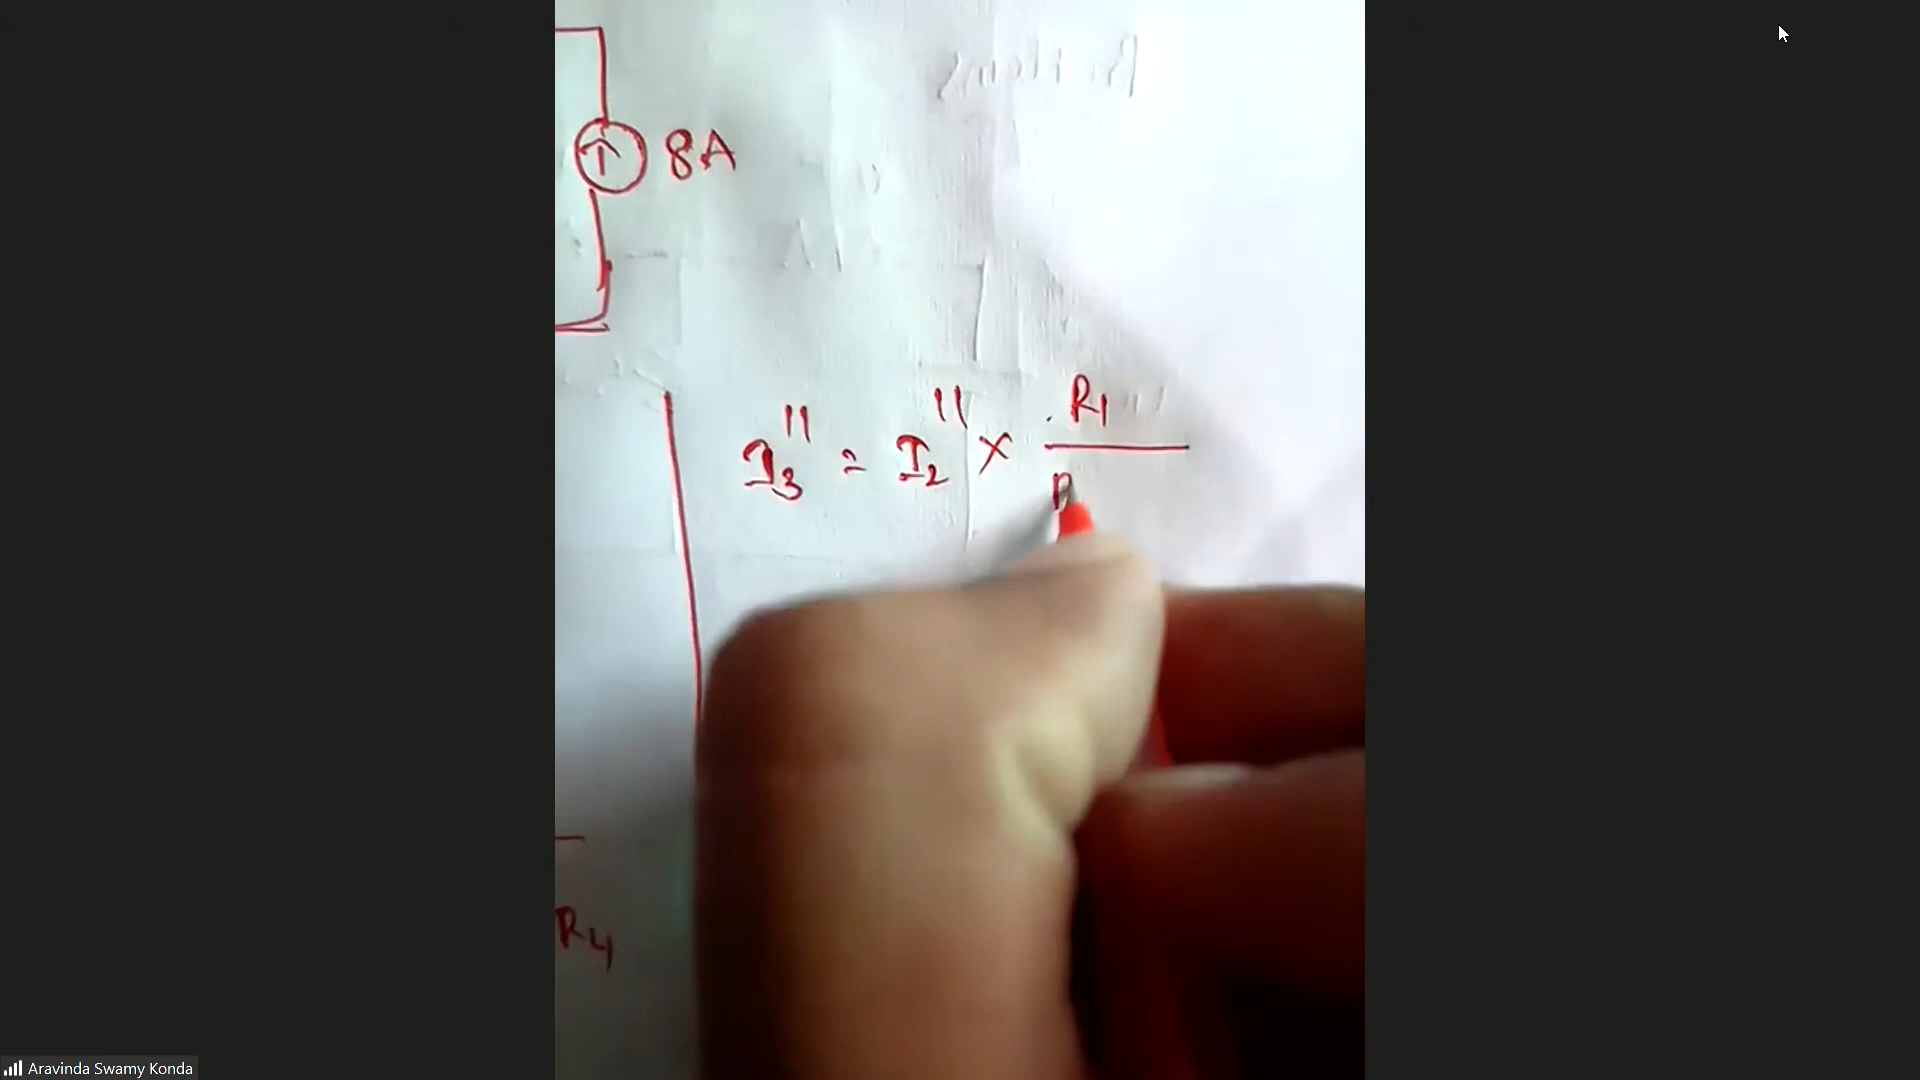 8A
I₃'' = I₂'' × R₁
R₄
Aravinda Swamy Konda